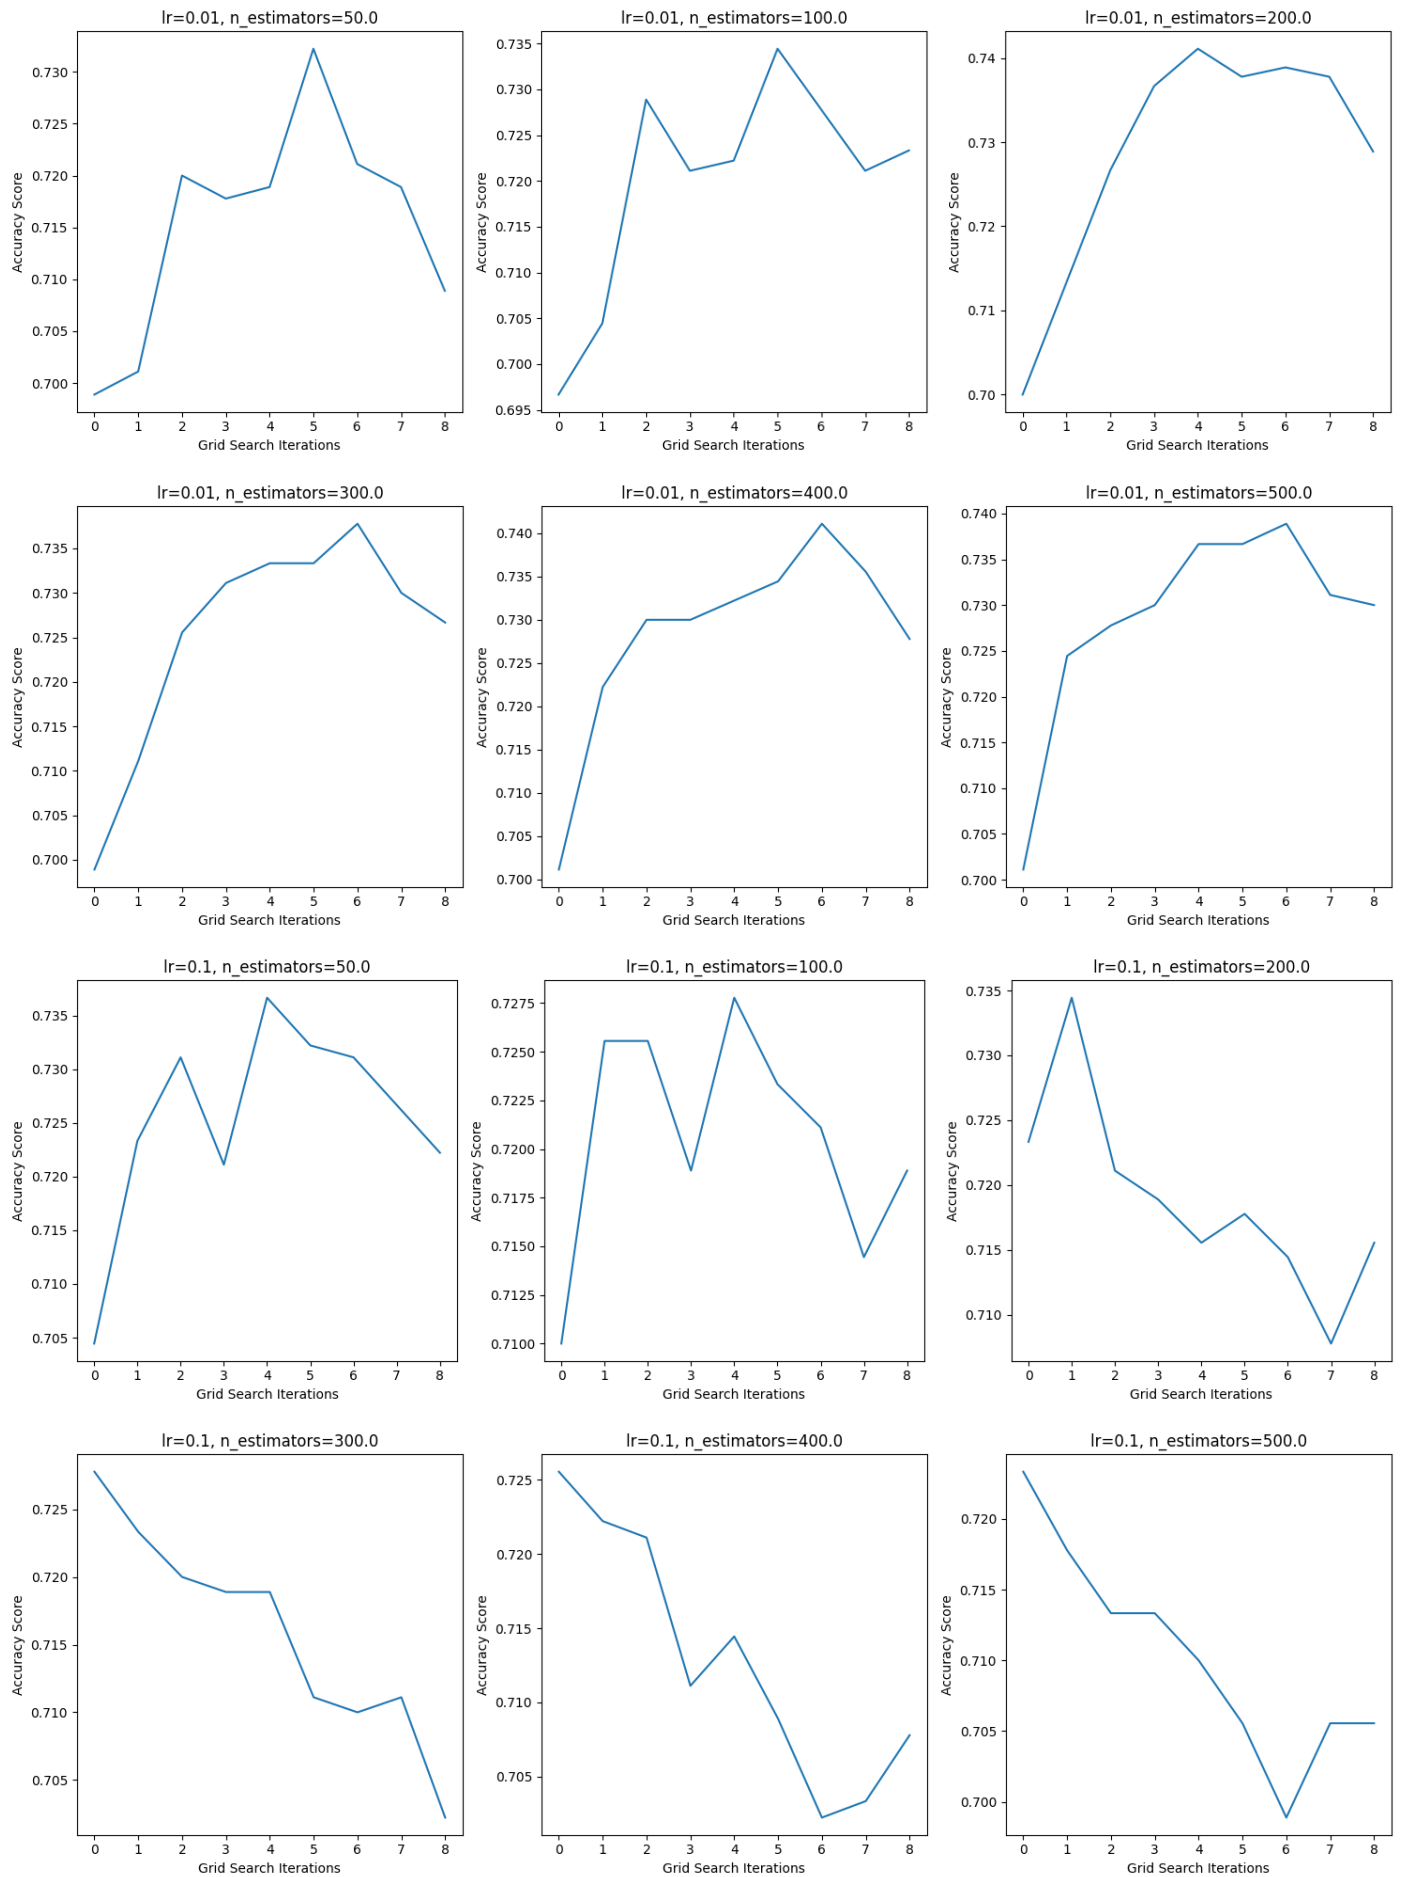 lr=0.01, n_estimators=50.0
Accuracy Score
0.730
0.725
0.720
0.715
0.710
0.705
0.700
0 1 2 3 4 5 6 7 8
Grid Search Iterations
lr=0.01, n_estimators=100.0
Accuracy Score
0.735
0.730
0.725
0.720
0.715
0.710
0.705
0.700
0.695
0 1 2 3 4 5 6 7 8
Grid Search Iterations
lr=0.01, n_estimators=200.0
Accuracy Score
0.74
0.73
0.72
0.71
0.70
0 1 2 3 4 5 6 7 8
Grid Search Iterations
lr=0.01, n_estimators=300.0
Accuracy Score
0.735
0.730
0.725
0.720
0.715
0.710
0.705
0.700
0 1 2 3 4 5 6 7 8
Grid Search Iterations
lr=0.01, n_estimators=400.0
Accuracy Score
0.740
0.735
0.730
0.725
0.720
0.715
0.710
0.705
0.700
0 1 2 3 4 5 6 7 8
Grid Search Iterations
lr=0.01, n_estimators=500.0
Accuracy Score
0.740
0.735
0.730
0.725
0.720
0.715
0.710
0.705
0.700
0 1 2 3 4 5 6 7 8
Grid Search Iterations
lr=0.1, n_estimators=50.0
Accuracy Score
0.735
0.730
0.725
0.720
0.715
0.710
0.705
0 1 2 3 4 5 6 7 8
Grid Search Iterations
lr=0.1, n_estimators=100.0
Accuracy Score
0.7275
0.7250
0.7225
0.7200
0.7175
0.7150
0.7125
0.7100
0 1 2 3 4 5 6 7 8
Grid Search Iterations
lr=0.1, n_estimators=200.0
Accuracy Score
0.735
0.730
0.725
0.720
0.715
0.710
0 1 2 3 4 5 6 7 8
Grid Search Iterations
lr=0.1, n_estimators=300.0
Accuracy Score
0.725
0.720
0.715
0.710
0.705
0 1 2 3 4 5 6 7 8
Grid Search Iterations
lr=0.1, n_estimators=400.0
Accuracy Score
0.725
0.720
0.715
0.710
0.705
0 1 2 3 4 5 6 7 8
Grid Search Iterations
lr=0.1, n_estimators=500.0
Accuracy Score
0.720
0.715
0.710
0.705
0.700
0 1 2 3 4 5 6 7 8
Grid Search Iterations